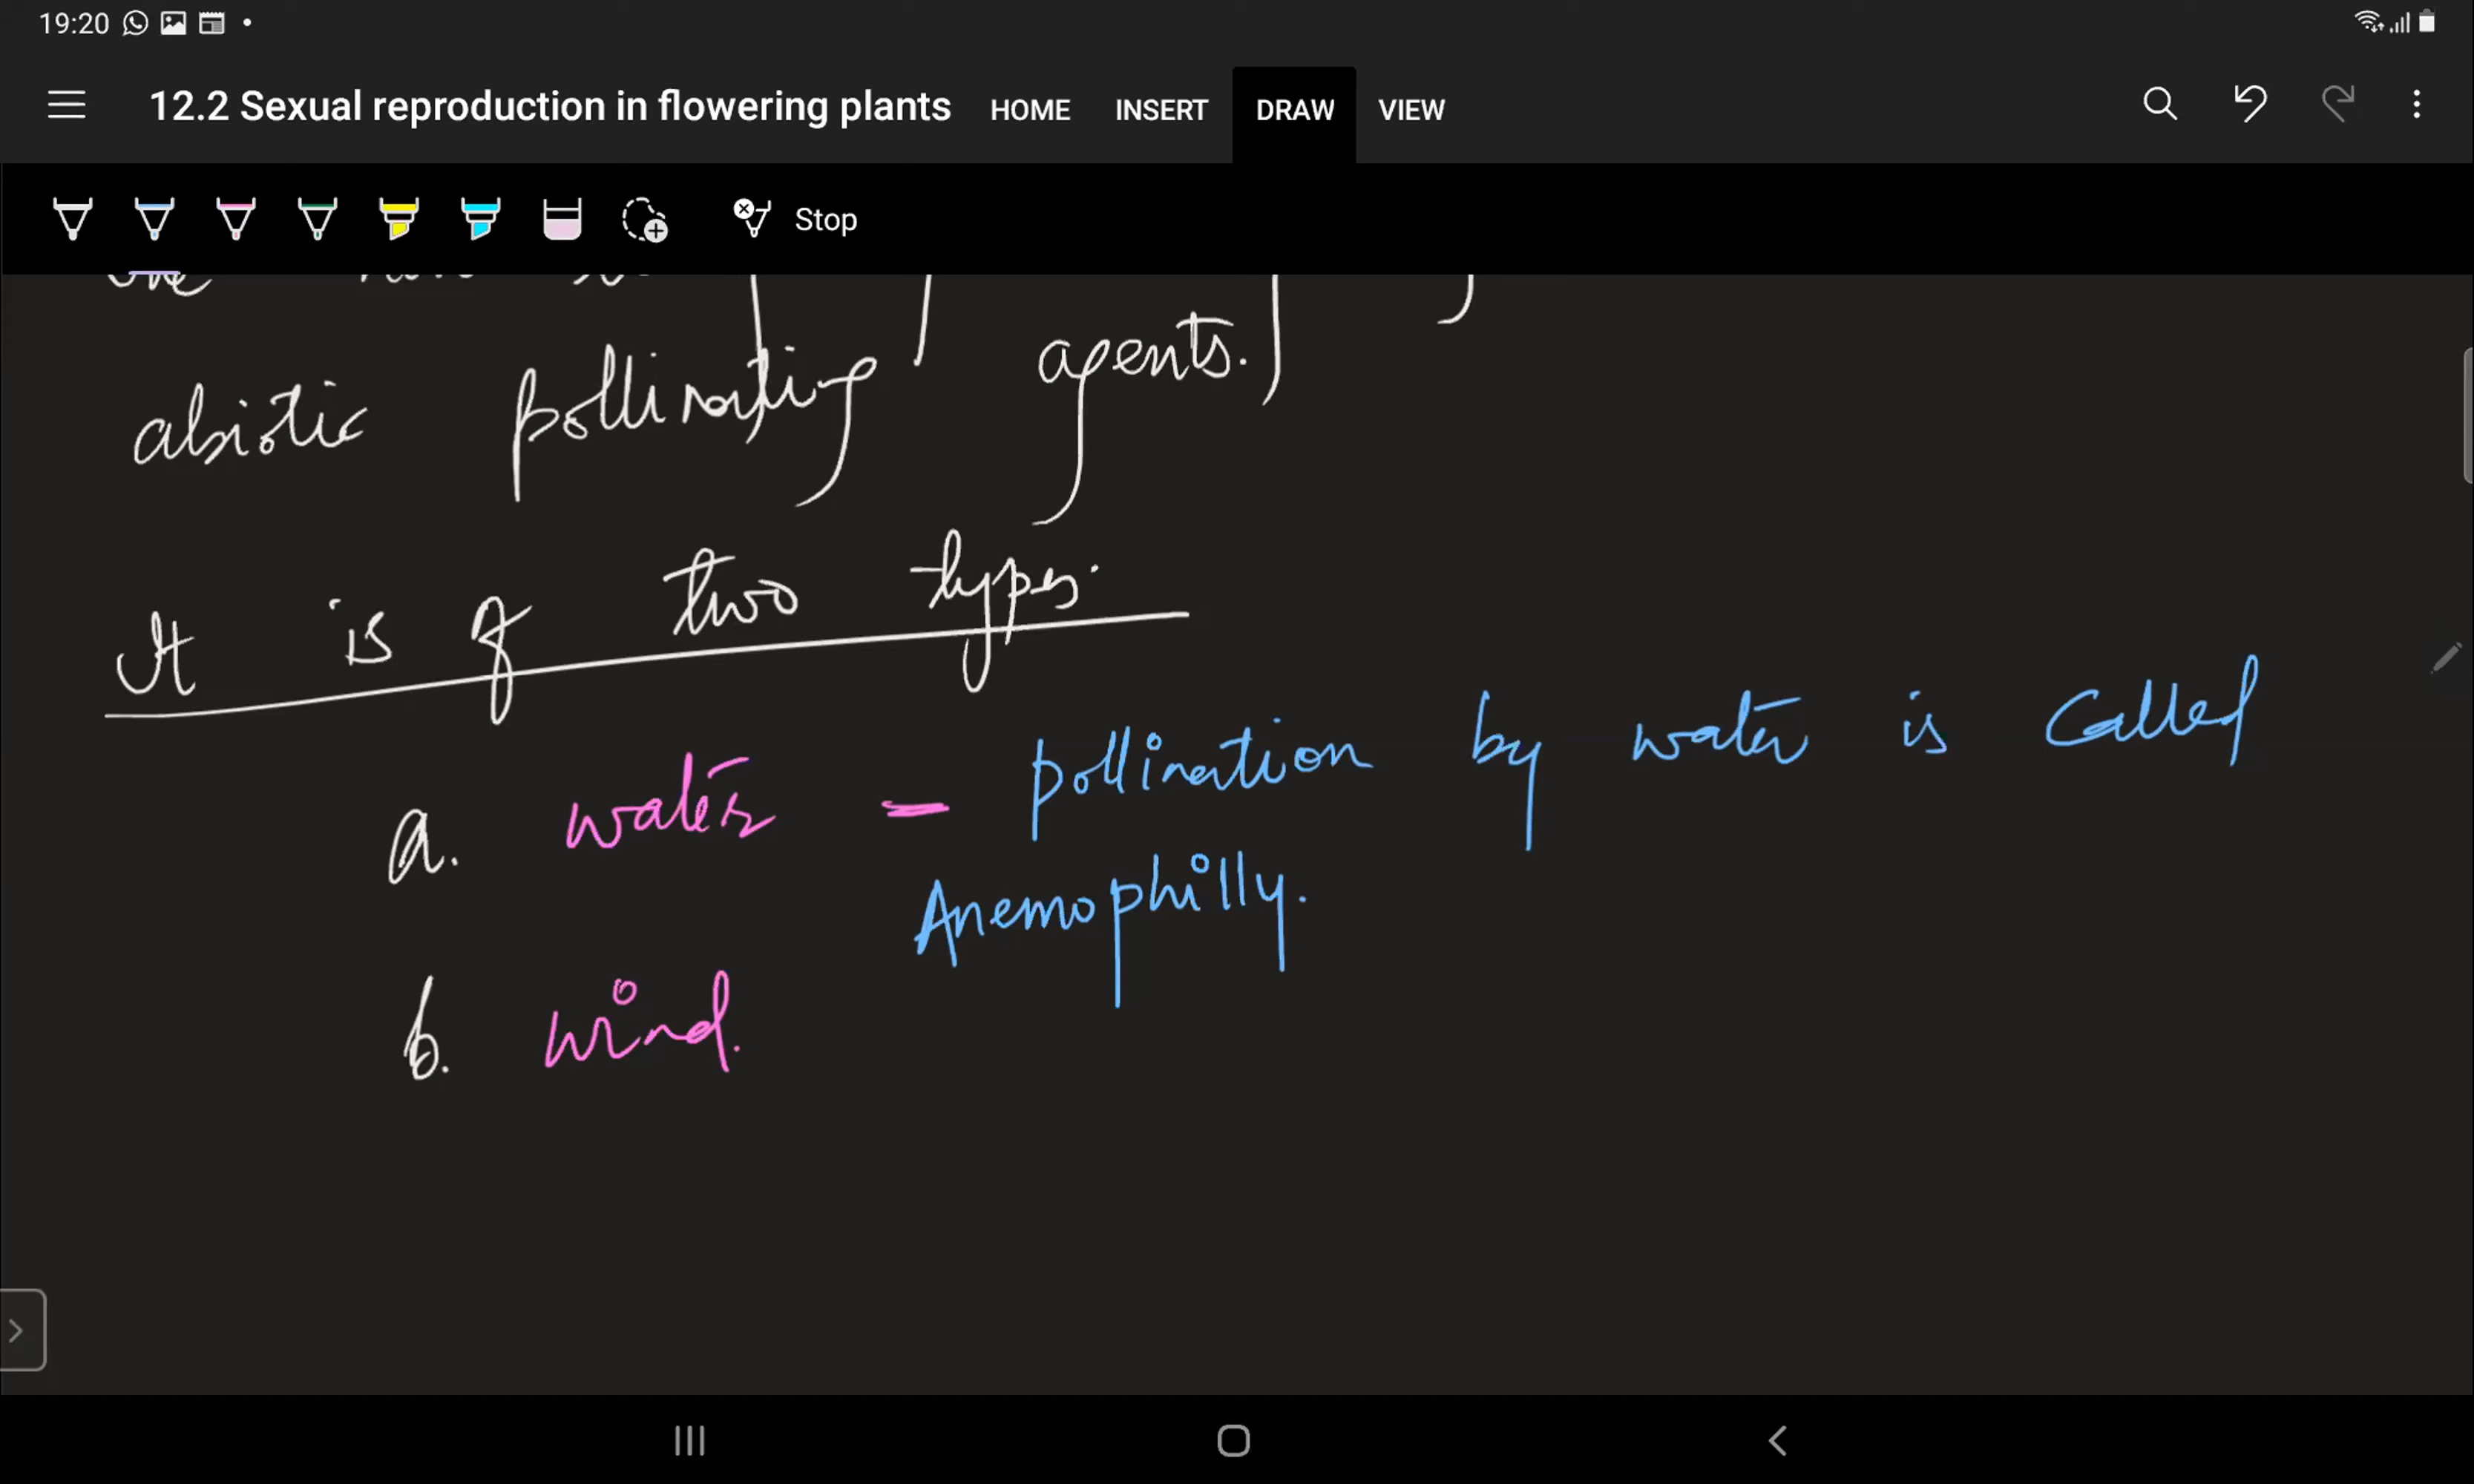 19:20
12.2 Sexual reproduction in flowering plants HOME INSERT DRAW VIEW
Stop
abiotic pollinating agents.
It is of two types.
a. water - pollination by water is called
Anemophilly.
b. wind.